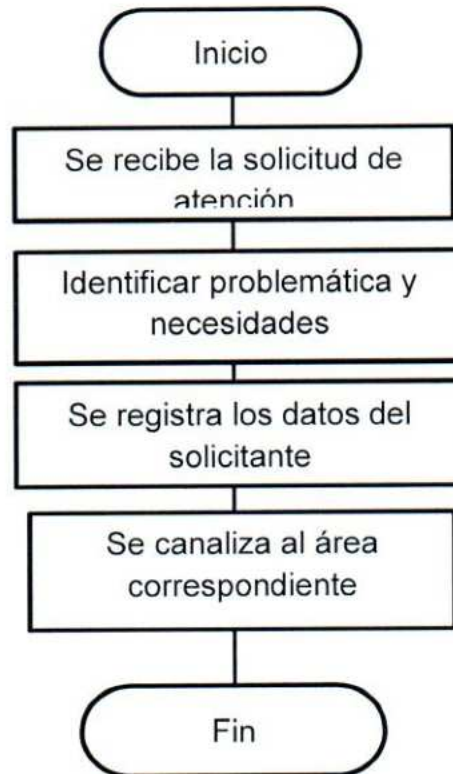 Inicio
Se recibe la solicitud de
atención
Identificar problemática y
necesidades
Se registra los datos del
solicitante
Se canaliza al área
correspondiente
Fin